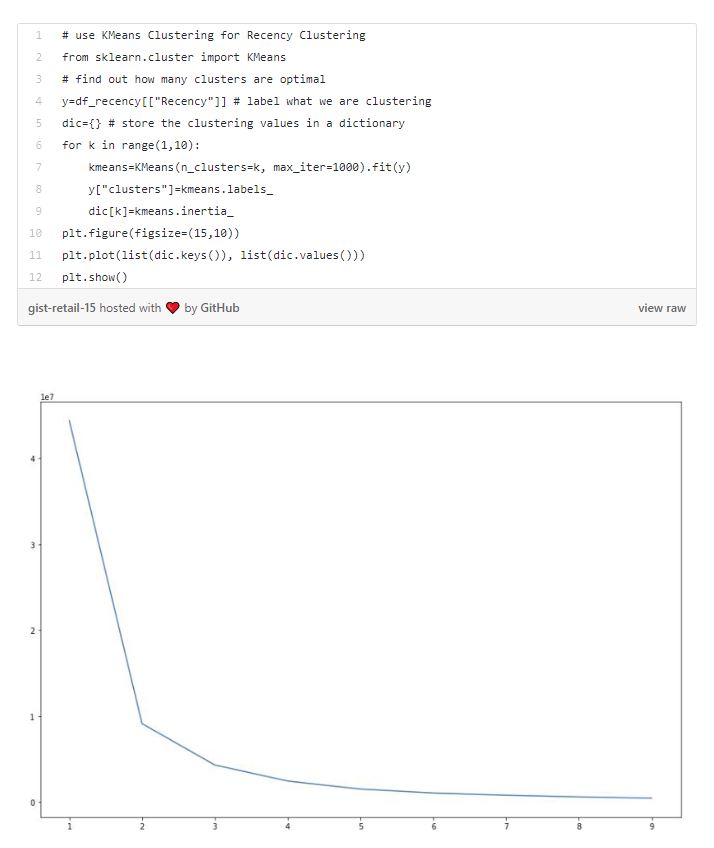 1 # use KMeans Clustering for Recency Clustering
2 from sklearn.cluster import KMeans
3 # find out how many clusters are optimal
4 y=df_recency[["Recency"]] # label what we are clustering
5 dic={} # store the clustering values in a dictionary
6 for k in range(1,10):
7     kmeans=KMeans(n_clusters=k, max_iter=1000).fit(y)
8     y["clusters"]=kmeans.labels_
9     dic[k]=kmeans.inertia_
10 plt.figure(figsize=(15,10))
11 plt.plot(list(dic.keys()), list(dic.values()))
12 plt.show()
gist-retail-15 hosted with ❤ by GitHub view raw
1e7
4
3
2
1
0
1 2 3 4 5 6 7 8 9